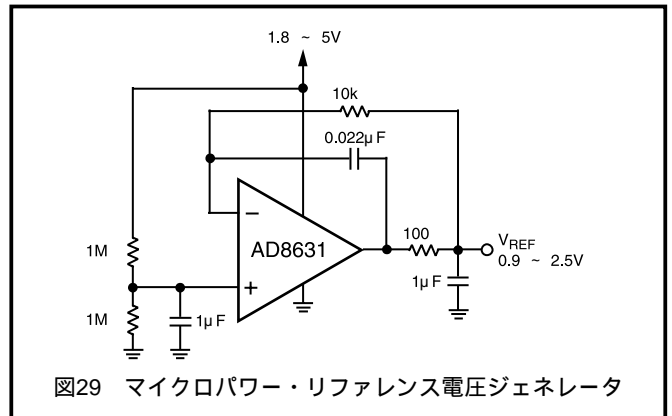 1.8 ~ 5V
10k
0.022μF
−
AD8631
+
100
VREF
0.9 ~ 2.5V
1μF
1M
1M
1μF
図29 マイクロパワー・リファレンス電圧ジェネレータ